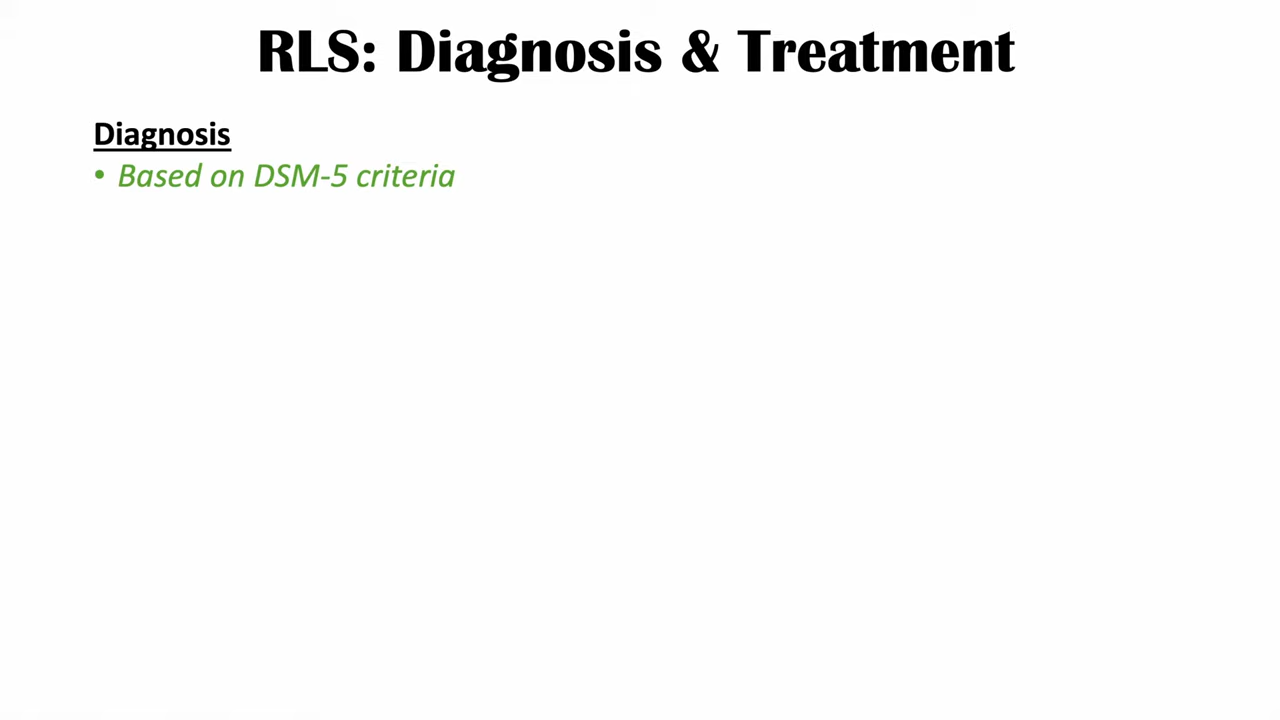 RLS: Diagnosis & Treatment
Diagnosis
• Based on DSM-5 criteria